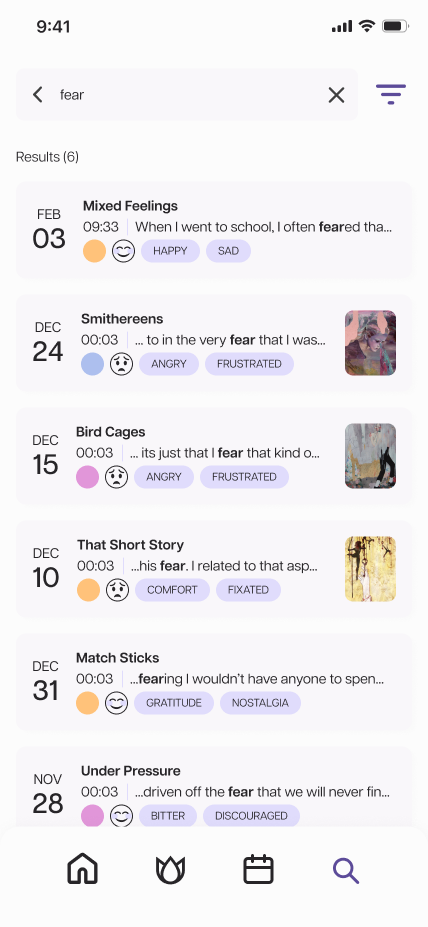 9:41
fear
Results (6)
Mixed Feelings
FEB
03
09:33 When I went to school, I often feared tha...
HAPPY SAD
Smithereens
DEC
24
00:03 ... to in the very fear that I was...
ANGRY FRUSTRATED
Bird Cages
DEC
15
00:03 ... its just that I fear that kind o...
ANGRY FRUSTRATED
That Short Story
DEC
10
00:03 ...his fear. I related to that asp...
COMFORT FIXATED
Match Sticks
DEC
31
00:03 ...fearing I wouldn't have anyone to spen...
GRATITUDE NOSTALGIA
Under Pressure
NOV
28
00:03 ...driven off the fear that we will never fin...
BITTER DISCOURAGED